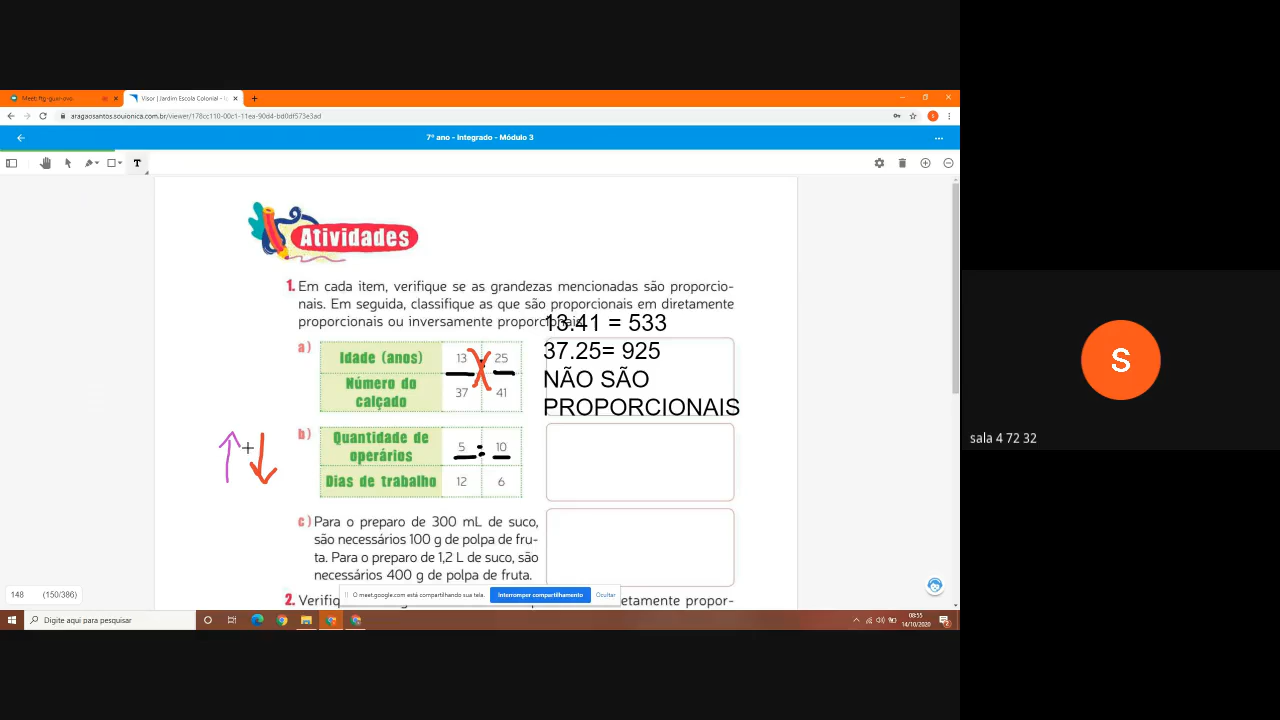 Meet: ftg-guxr-ovo
Visor | Jardim Escola Colonial - Ig
aragaosantos.souionica.com.br/viewer/178cc110-00c1-11ea-90d4-bd0df573e3ad
7º ano - Integrado - Módulo 3
T
Atividades
1. Em cada item, verifique se as grandezas mencionadas são proporcio-
nais. Em seguida, classifique as que são proporcionais em diretamente
proporcionais ou inversamente proporcionais.
13.41 = 533
37.25= 925
NÃO SÃO
PROPORCIONAIS
a) Idade (anos) 13 : 25
Número do calçado 37 41
b) Quantidade de operários 5 : 10
Dias de trabalho 12 6
c) Para o preparo de 300 mL de suco,
são necessários 100 g de polpa de fru-
ta. Para o preparo de 1,2 L de suco, são
necessários 400 g de polpa de fruta.
2. Verifiq etamente propor-
148 (150/386)
O meet.google.com está compartilhando sua tela.
Interromper compartilhamento
Ocultar
Digite aqui para pesquisar
08:55
14/10/2020
S
sala 4 72 32